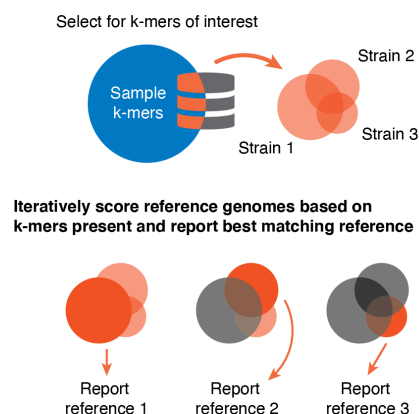 Select for k-mers of interest
Sample
k-mers
Strain 2
Strain 3
Strain 1
Iteratively score reference genomes based on
k-mers present and report best matching reference
Report
reference 1
Report
reference 2
Report
reference 3